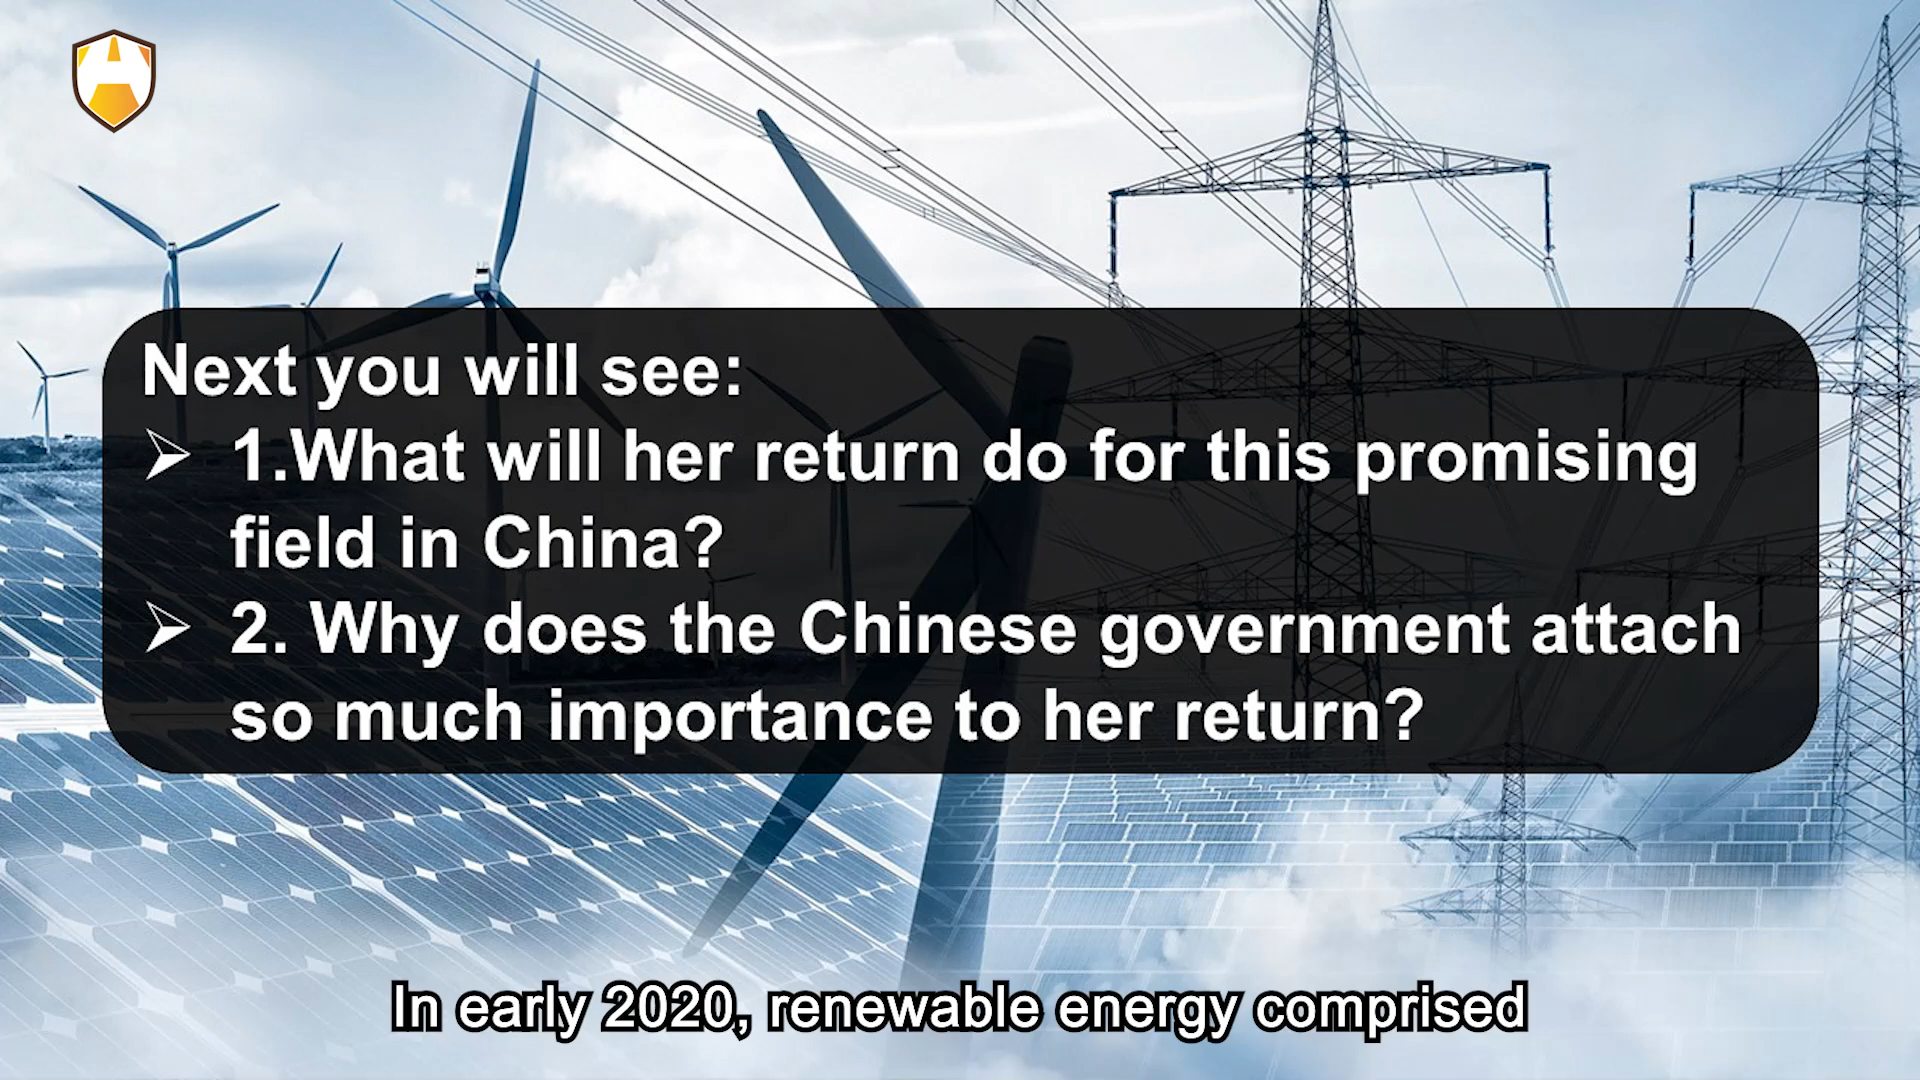 Next you will see:
➢ 1.What will her return do for this promising
field in China?
➢ 2. Why does the Chinese government attach
so much importance to her return?
In early 2020, renewable energy comprised